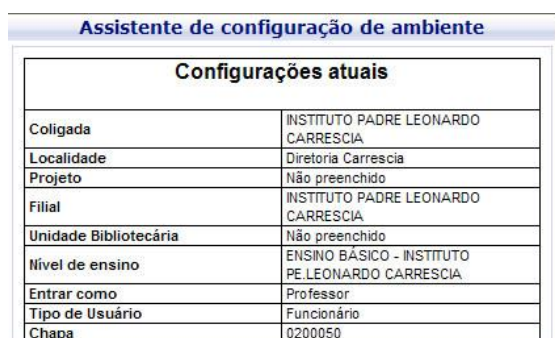 Assistente de configuração de ambiente
Configurações atuais
Coligada INSTITUTO PADRE LEONARDO
CARRESCIA
Localidade Diretoria Carrescia
Projeto Não preenchido
Filial INSTITUTO PADRE LEONARDO
CARRESCIA
Unidade Bibliotecária Não preenchido
Nível de ensino ENSINO BÁSICO - INSTITUTO
PE.LEONARDO CARRESCIA
Entrar como Professor
Tipo de Usuário Funcionário
Chapa 0200050